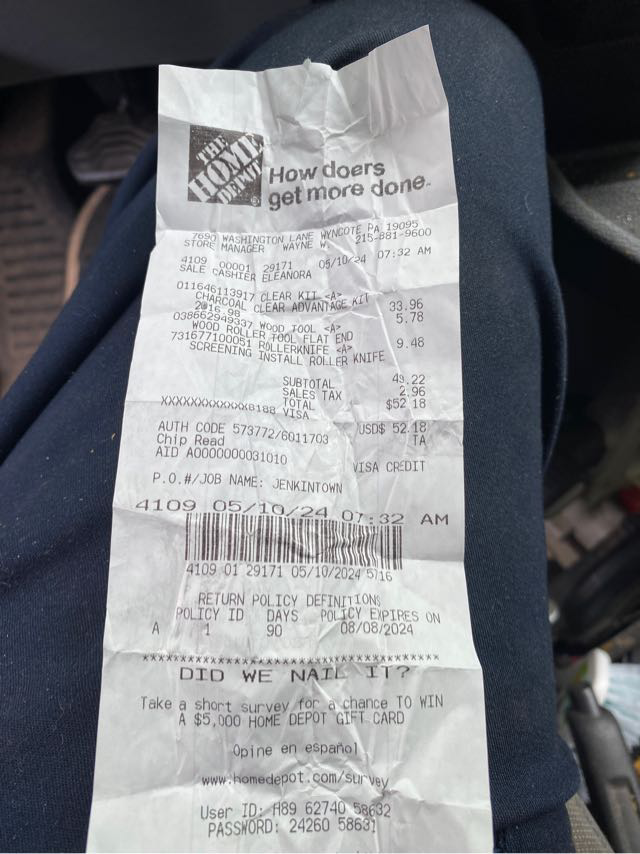 THE
HOME
DEPOT
How doers
get more done.
7690 WASHINGTON LANE WYNCOTE PA 19095
STORE MANAGER WAYNE W. 215-881-9600
4109 00001 29171 05/10/24 07:32 AM
SALE CASHIER ELEANORA
011646113917 CLEAR KIT <A>
CHARCOAL CLEAR ADVANTAGE KIT
2@16.98 33.96
038662949337 WOOD TOOL <A> 5.78
WOOD ROLLER TOOL FLAT END
731677100051 ROLLERKNIFE <A> 9.48
SCREENING INSTALL ROLLER KNIFE
SUBTOTAL 49.22
SALES TAX 2.96
TOTAL $52.18
XXXXXXXXXXXX8188 VISA
USD$ 52.18
AUTH CODE 573772/6011703 TA
Chip Read
AID A0000000031010 VISA CREDIT
P.O.#/JOB NAME: JENKINTOWN
4109 05/10/24 07:32 AM
4109 01 29171 05/10/2024 5716
RETURN POLICY DEFINITIONS
POLICY ID DAYS POLICY EXPIRES ON
A 1 90 08/08/2024
****************************************
DID WE NAIL IT?
Take a short survey for a chance TO WIN
A $5,000 HOME DEPOT GIFT CARD
Opine en español
www.homedepot.com/survey
User ID: H89 62740 58632
PASSWORD: 24260 58631